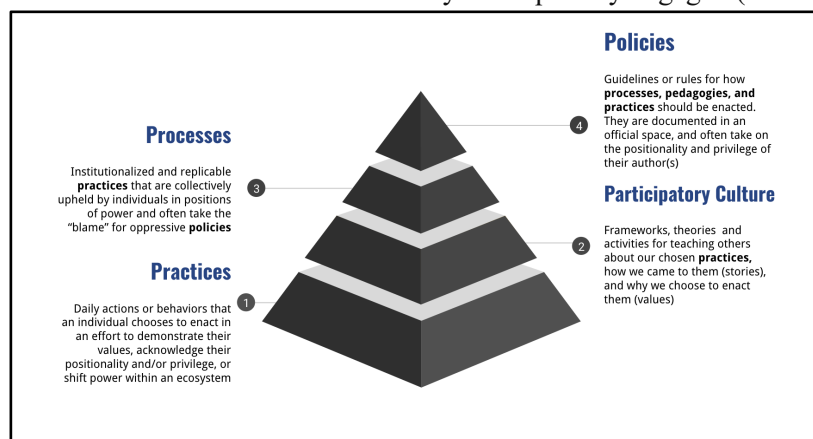 Policies
Guidelines or rules for how
processes, pedagogies, and
practices should be enacted.
They are documented in an
official space, and often take on
the positionality and privilege of
their author(s)
4
Processes
Institutionalized and replicable
practices that are collectively
upheld by individuals in positions
of power and often take the
“blame” for oppressive policies
3
Participatory Culture
Frameworks, theories and
activities for teaching others
about our chosen practices,
how we came to them (stories),
and why we choose to enact
them (values)
2
Practices
Daily actions or behaviors that
an individual chooses to enact in
an effort to demonstrate their
values, acknowledge their
positionality and/or privilege, or
shift power within an ecosystem
1